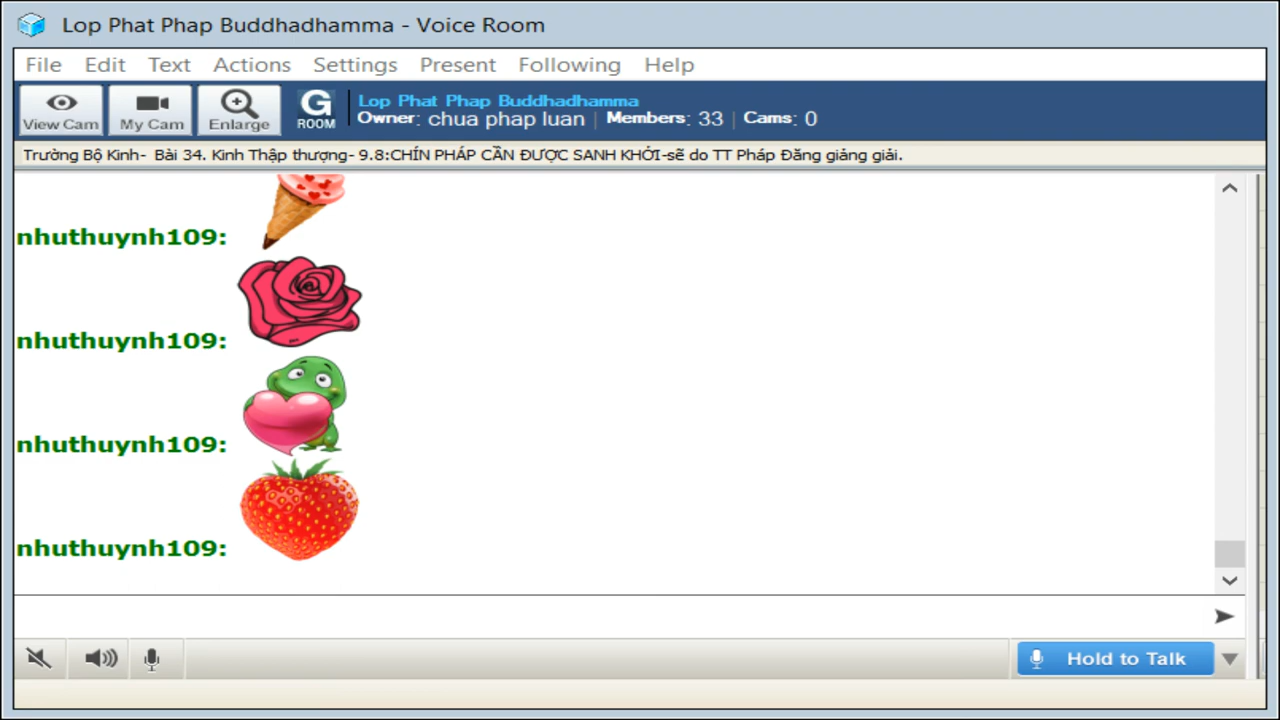 Lop Phat Phap Buddhadhamma - Voice Room
File Edit Text Actions Settings Present Following Help
View Cam My Cam Enlarge G ROOM
Lop Phat Phap Buddhadhamma
Owner: chua phap luan | Members: 33 | Cams: 0
Trường Bộ Kinh- Bài 34. Kinh Thập thượng- 9.8:CHÍN PHÁP CẦN ĐƯỢC SANH KHỞI-sẽ do TT Pháp Đăng giảng giải.
nhuthuynh109:
nhuthuynh109:
nhuthuynh109:
nhuthuynh109:
Hold to Talk